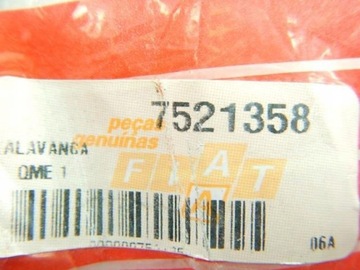 7521358
peças
genuínas
ALAVANCA
QME 1
FIAT
06A